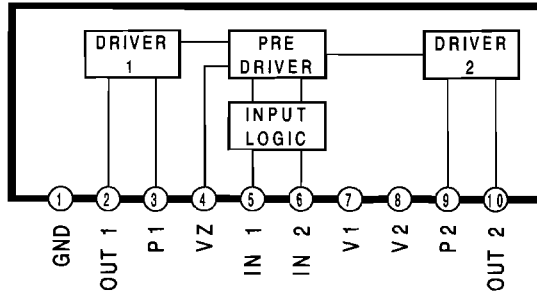 DRIVER
1
PRE
DRIVER
DRIVER
2
INPUT
LOGIC
1
2
3
4
5
6
7
8
9
10
GND
OUT 1
P1
VZ
IN 1
IN 2
V1
V2
P2
OUT 2